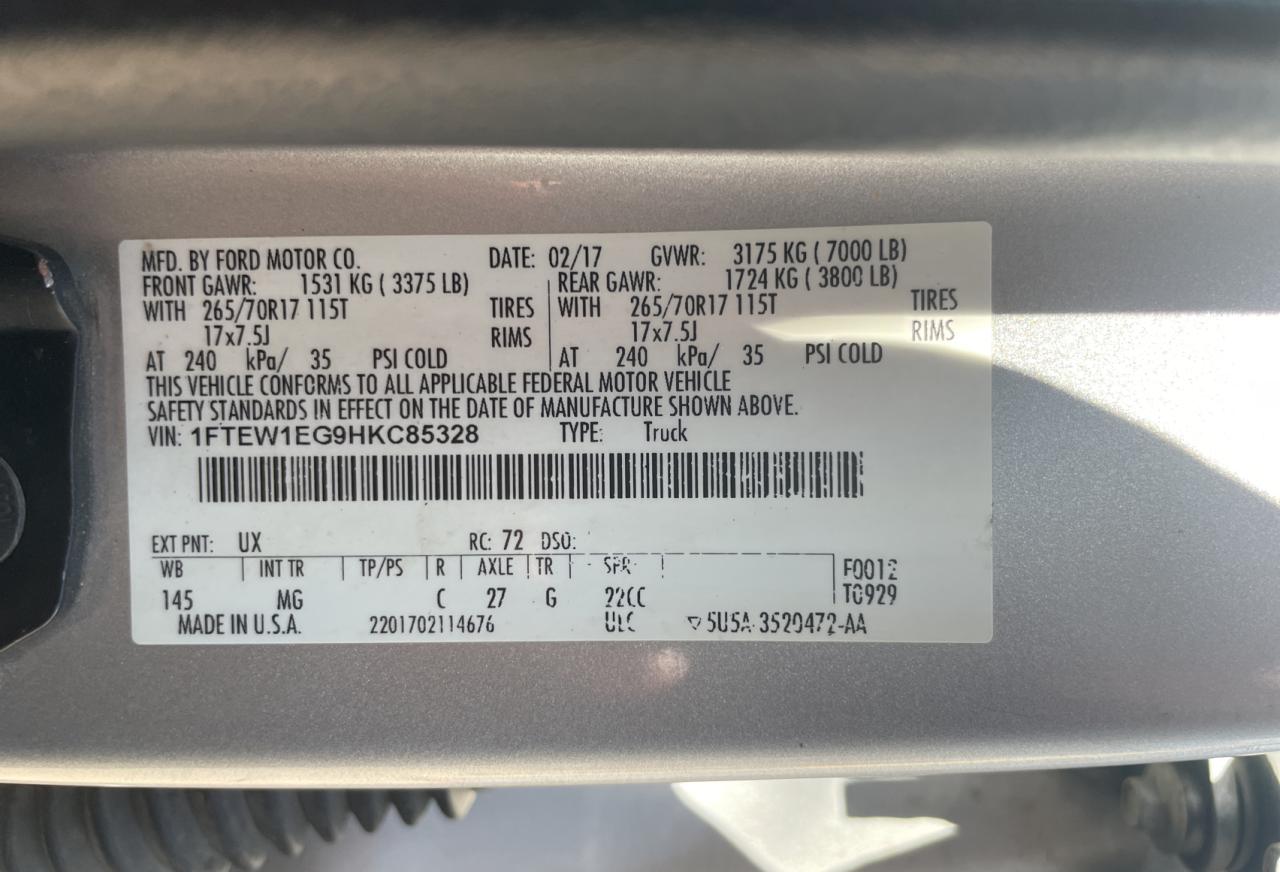 MFD. BY FORD MOTOR CO. DATE: 02/17 GVWR: 3175 KG ( 7000 LB)
FRONT GAWR: 1531 KG ( 3375 LB) REAR GAWR: 1724 KG ( 3800 LB)
WITH 265/70R17 115T TIRES WITH 265/70R17 115T TIRES
17x7.5J RIMS 17x7.5J RIMS
AT 240 kPa/ 35 PSI COLD AT 240 kPa/ 35 PSI COLD
THIS VEHICLE CONFORMS TO ALL APPLICABLE FEDERAL MOTOR VEHICLE
SAFETY STANDARDS IN EFFECT ON THE DATE OF MANUFACTURE SHOWN ABOVE.
VIN: 1FTEW1EG9HKC85328 TYPE: Truck
EXT PNT: UX RC: 72 DSO:
WB INT TR TP/PS R AXLE TR SPR F0012
145 MG C 27 G 22CC T0929
MADE IN U.S.A. 2201702114676 ULC ▽ 5U5A-3520472-AA